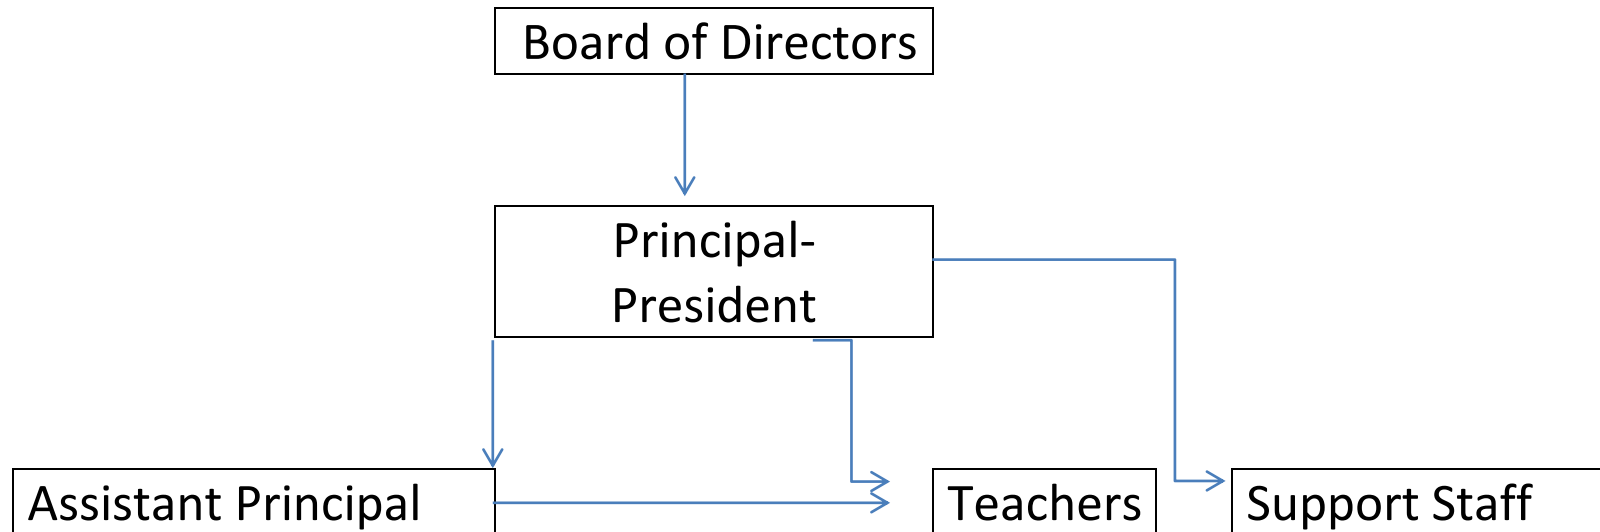 Board of Directors
Principal-
President
Assistant Principal
Teachers
Support Staff